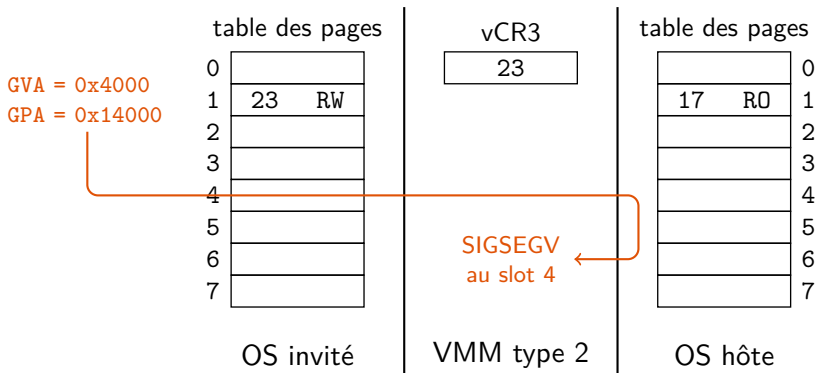 table des pages
vCR3
table des pages
23
GVA = 0x4000
GPA = 0x14000
0
1 23 RW
2
3
4
5
6
7
0
17 RO 1
2
3
4
5
6
7
SIGSEGV
au slot 4
OS invité
VMM type 2
OS hôte